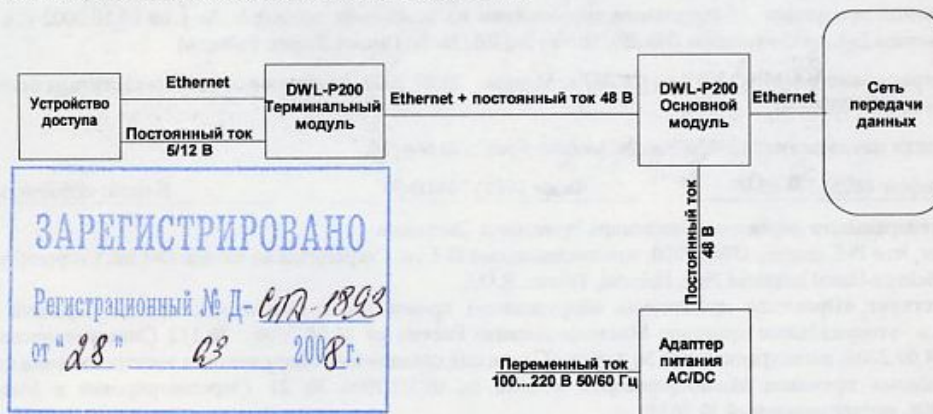 Ethernet
Устройство
доступа
Постоянный ток
5/12 В
DWL-P200
Терминальный
модуль
Ethernet + постоянный ток 48 В
DWL-P200
Основной
модуль
Ethernet
Сеть
передачи
данных
Постоянный ток
48 В
Адаптер
питания
AC/DC
Переменный ток
100...220 В 50/60 Гц
ЗАРЕГИСТРИРОВАНО
Регистрационный № Д-СПД-1893
от "28" 03 2008 г.